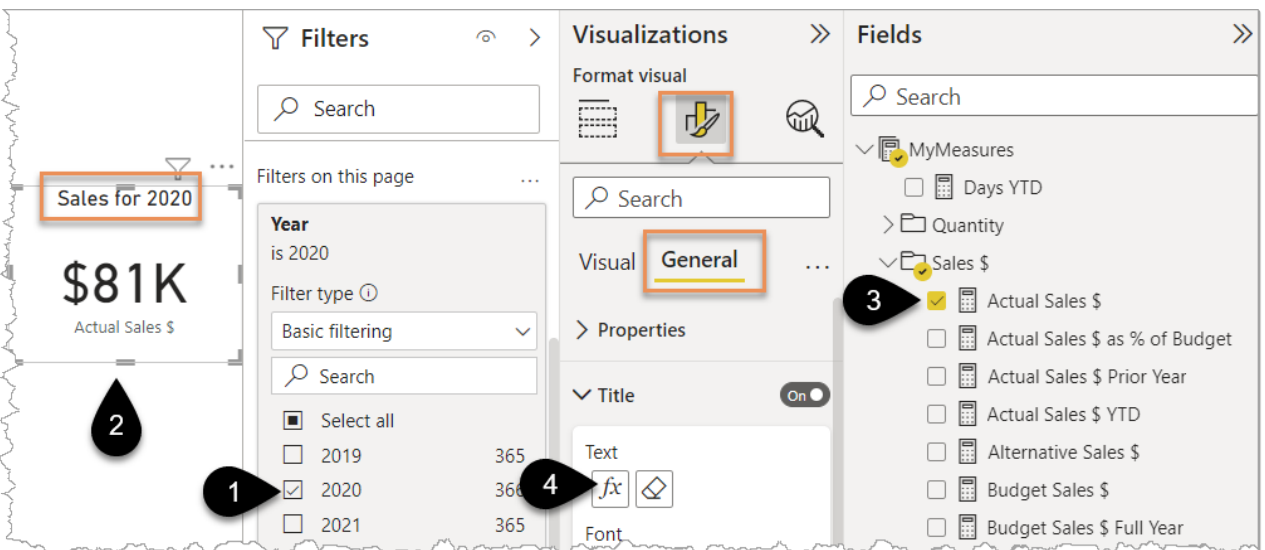 Sales for 2020
$81K
Actual Sales $
2
Filters
Search
Filters on this page
...
Year
is 2020
Filter type
Basic filtering
Search
Select all
2019 365
1
2020 366
2021 365
Visualizations
Format visual
Search
Visual General ...
Properties
Title On
Text
4
fx
Font
Fields
Search
MyMeasures
Days YTD
Quantity
Sales $
3
Actual Sales $
Actual Sales $ as % of Budget
Actual Sales $ Prior Year
Actual Sales $ YTD
Alternative Sales $
Budget Sales $
Budget Sales $ Full Year